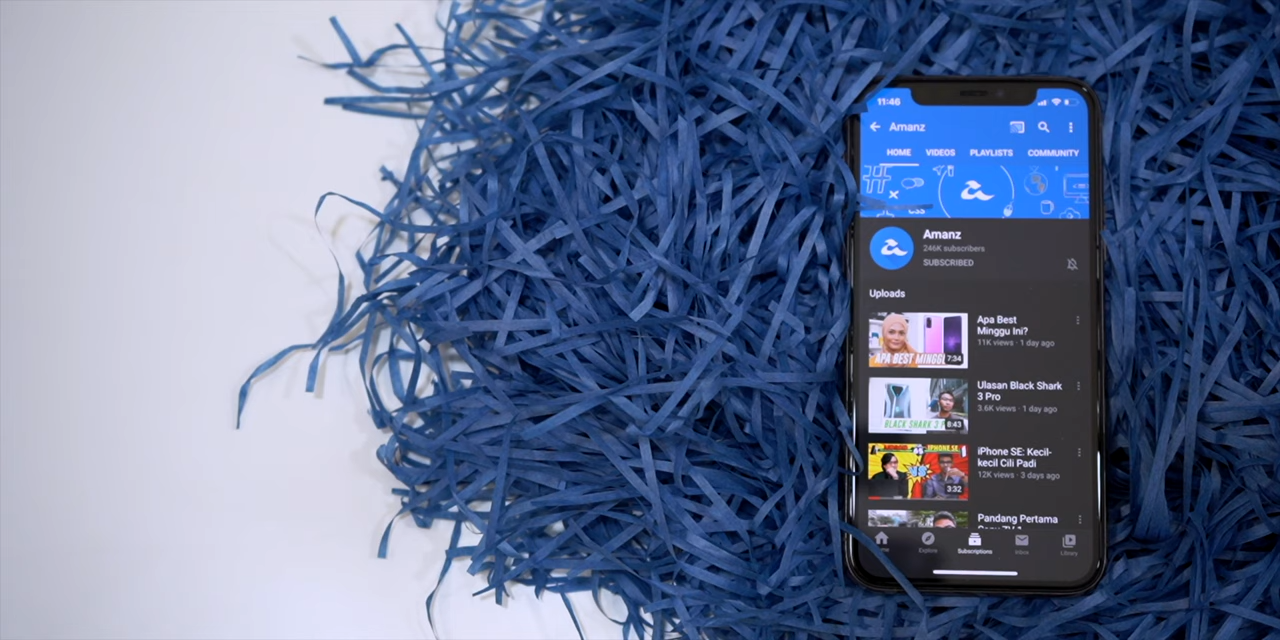 11:46
Amanz
HOME VIDEOS PLAYLISTS COMMUNITY
#
CSS
Amanz
246K subscribers
SUBSCRIBED
Uploads
APA BEST MINGGU
7:34
Apa Best
Minggu Ini?
11K views · 1 day ago
BLACK SHARK 3 P
8:43
Ulasan Black Shark
3 Pro
3.6K views · 1 day ago
IPHONE SE
VS
3:32
iPhone SE: Kecil-
kecil Cili Padi
12K views · 3 days ago
Pandang Pertama
Explore Subscriptions Inbox Library